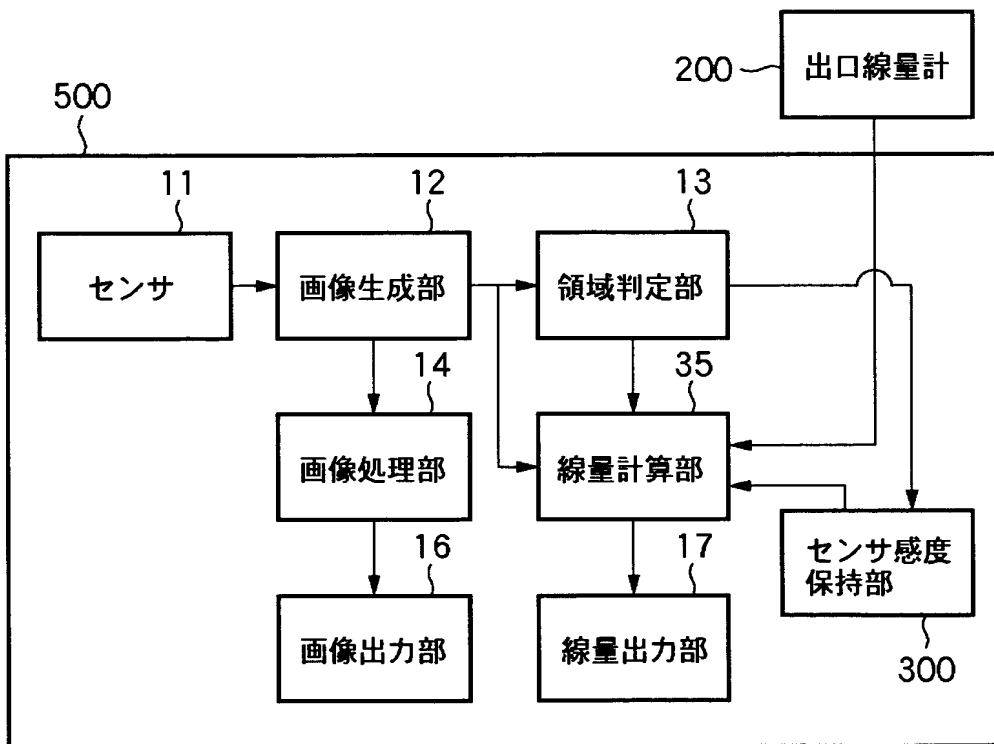 200
出口線量計
500
11
12
13
センサ
画像生成部
領域判定部
14
35
画像処理部
線量計算部
16
17
センサ感度
保持部
画像出力部
線量出力部
300